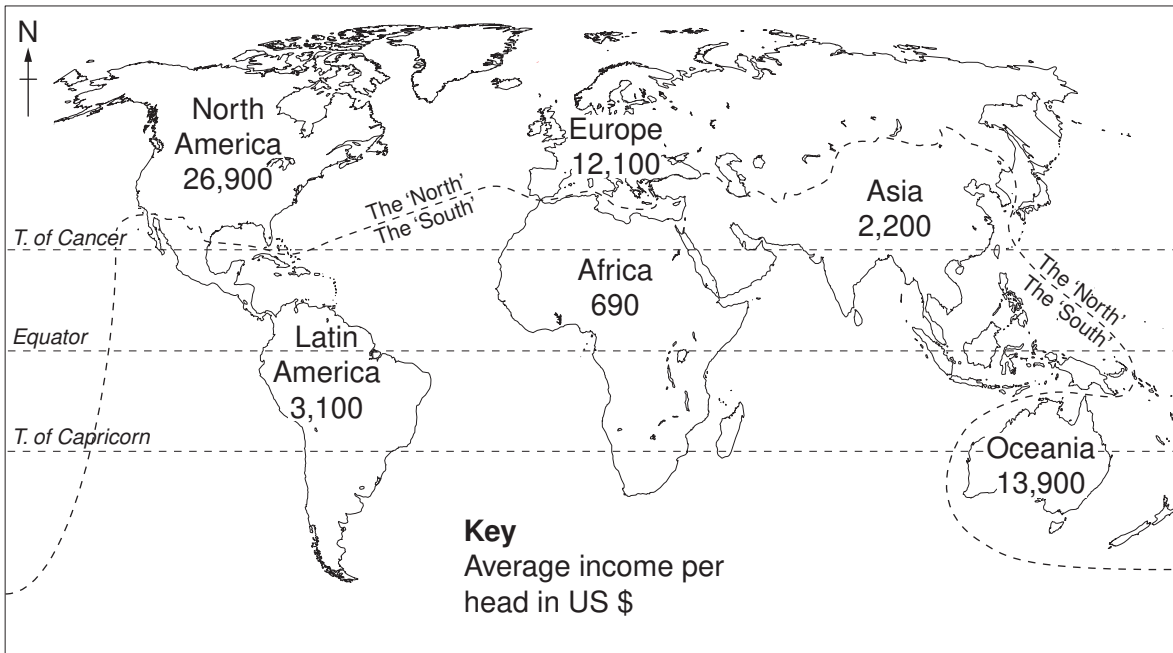 N
North
America
26,900
Europe
12,100
The ‘North’
The ‘South’
Asia
2,200
T. of Cancer
Africa
690
The ‘North’
The ‘South’
Equator
Latin
America
3,100
T. of Capricorn
Oceania
13,900
Key
Average income per
head in US $